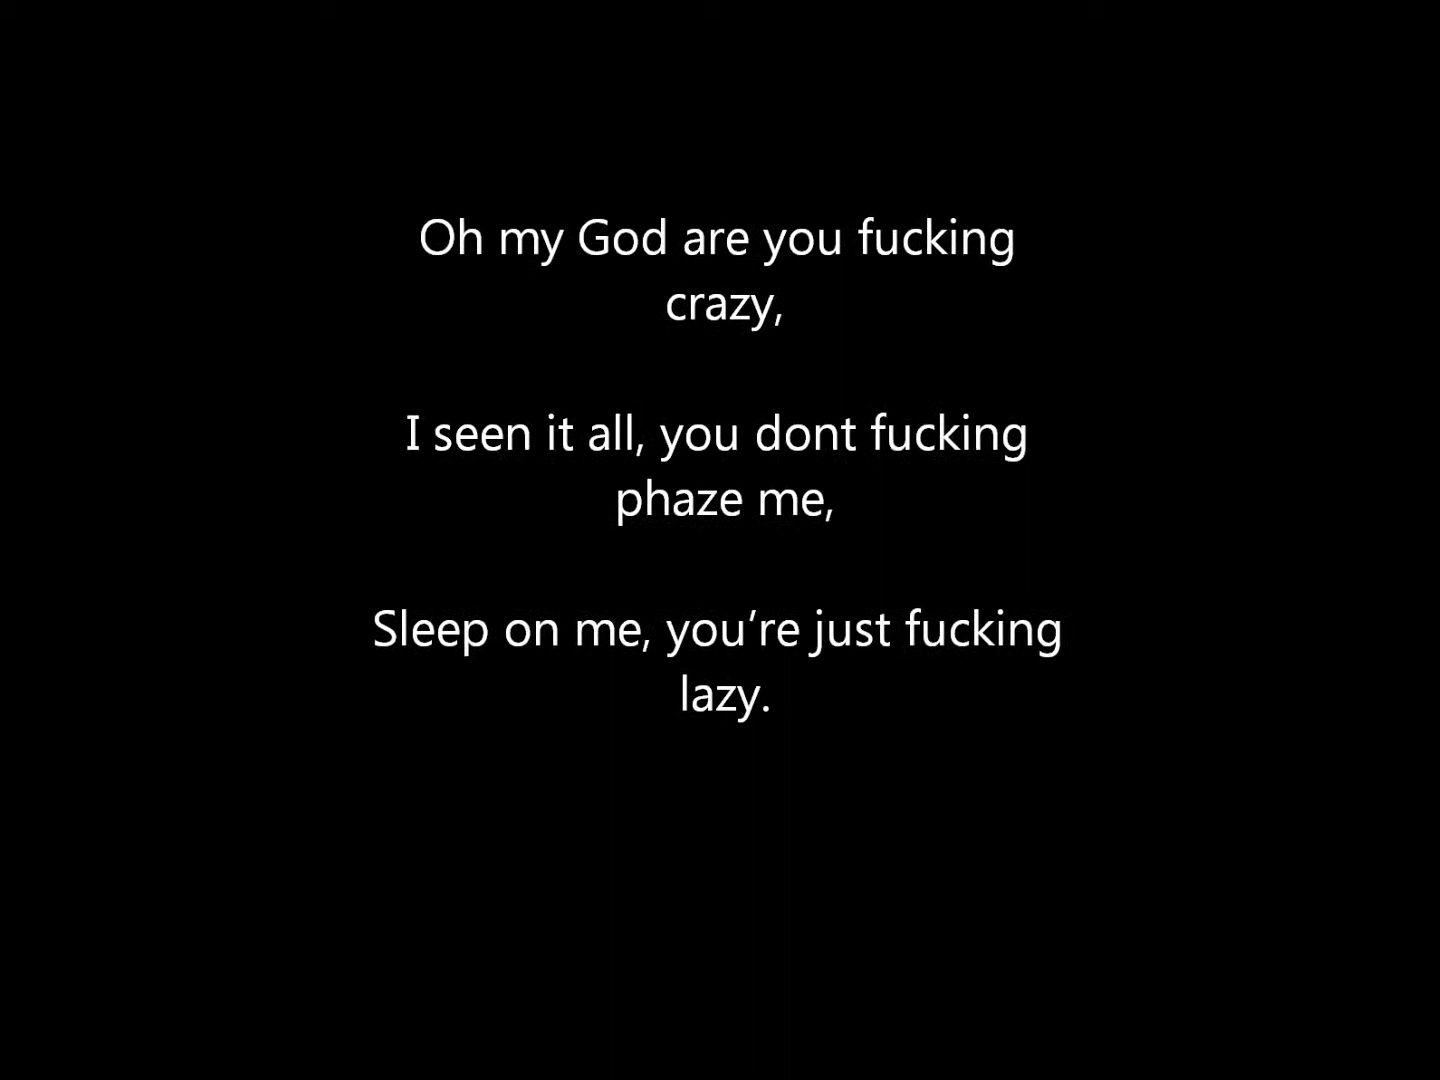 Oh my God are you fucking
crazy,
I seen it all, you dont fucking
phaze me,
Sleep on me, you’re just fucking
lazy.